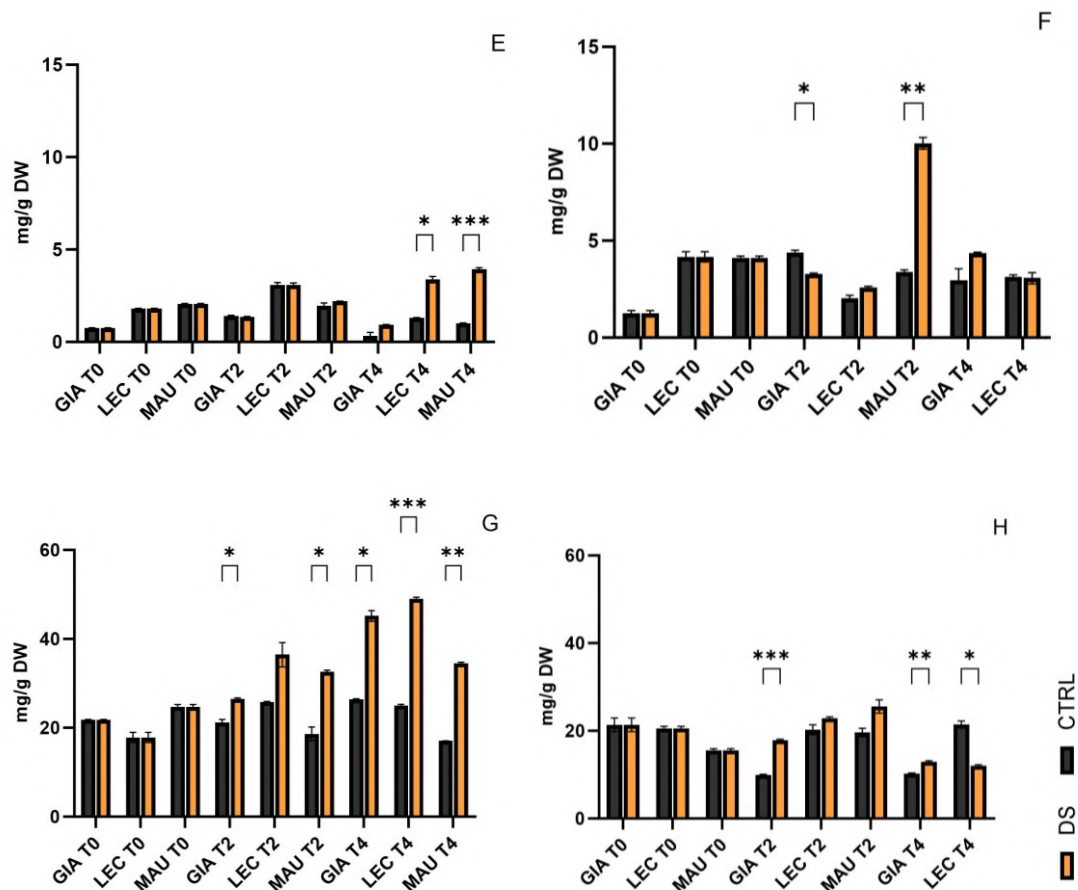 E
15
10
5
0
mg/g DW
* ***
GIA T0 LEC T0 MAU T0 GIA T2 LEC T2 MAU T2 GIA T4 LEC T4 MAU T4
F
15
10
5
0
mg/g DW
* **
GIA T0 LEC T0 MAU T0 GIA T2 LEC T2 MAU T2 GIA T4 LEC T4
G
60
40
20
0
mg/g DW
* * * *** **
GIA T0 LEC T0 MAU T0 GIA T2 LEC T2 MAU T2 GIA T4 LEC T4 MAU T4
H
60
40
20
0
mg/g DW
*** ** *
GIA T0 LEC T0 MAU T0 GIA T2 LEC T2 MAU T2 GIA T4 LEC T4
CTRL
DS